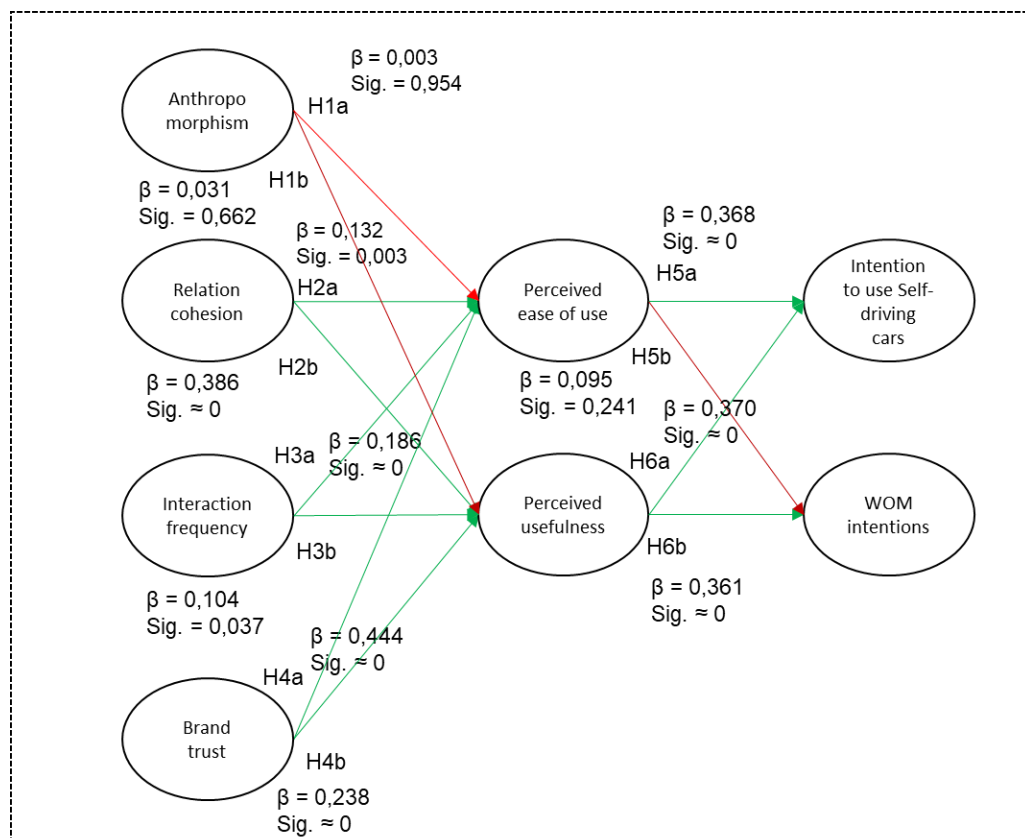 β = 0,003
Sig. = 0,954
Anthropo
morphism
H1a
H1b
β = 0,031
Sig. = 0,662
β = 0,132
Sig. = 0,003
β = 0,368
Sig. ≈ 0
Relation
cohesion
H2a
Perceived
ease of use
H5a
Intention
to use Self-
driving
cars
H2b
H5b
β = 0,386
Sig. ≈ 0
β = 0,095
Sig. = 0,241
β = 0,370
Sig. ≈ 0
H3a
β = 0,186
Sig. ≈ 0
H6a
Interaction
frequency
Perceived
usefulness
WOM
intentions
H3b
H6b
β = 0,104
Sig. = 0,037
β = 0,361
Sig. ≈ 0
β = 0,444
Sig. ≈ 0
H4a
Brand
trust
H4b
β = 0,238
Sig. ≈ 0